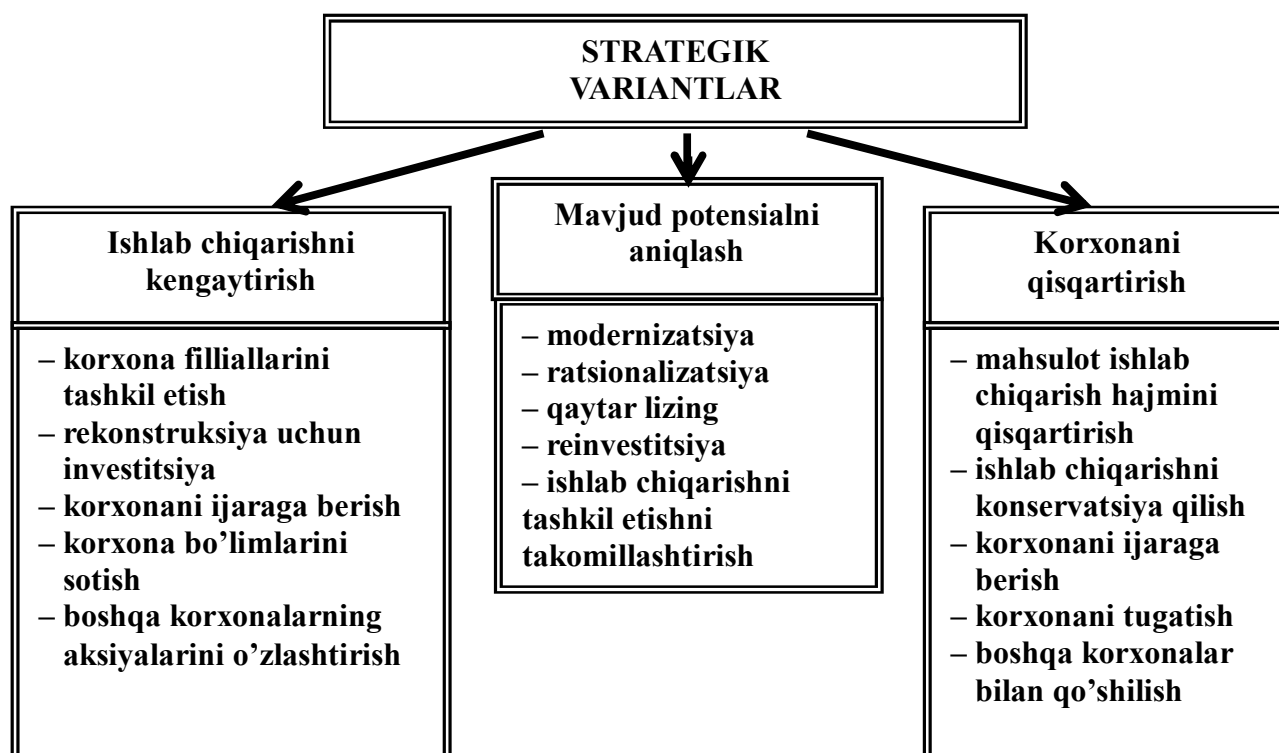 STRATEGIK
VARIANTLAR
Ishlab chiqarishni
kengaytirish
– korxona filliallarini
tashkil etish
– rekonstruksiya uchun
investitsiya
– korxonani ijaraga berish
– korxona bo’limlarini
sotish
– boshqa korxonalarning
aksiyalarini o’zlashtirish
Mavjud potensialni
aniqlash
– modernizatsiya
– ratsionalizatsiya
– qaytar lizing
– reinvestitsiya
– ishlab chiqarishni
tashkil etishni
takomillashtirish
Korxonani
qisqartirish
– mahsulot ishlab
chiqarish hajmini
qisqartirish
– ishlab chiqarishni
konservatsiya qilish
– korxonani ijaraga
berish
– korxonani tugatish
– boshqa korxonalar
bilan qo’shilish